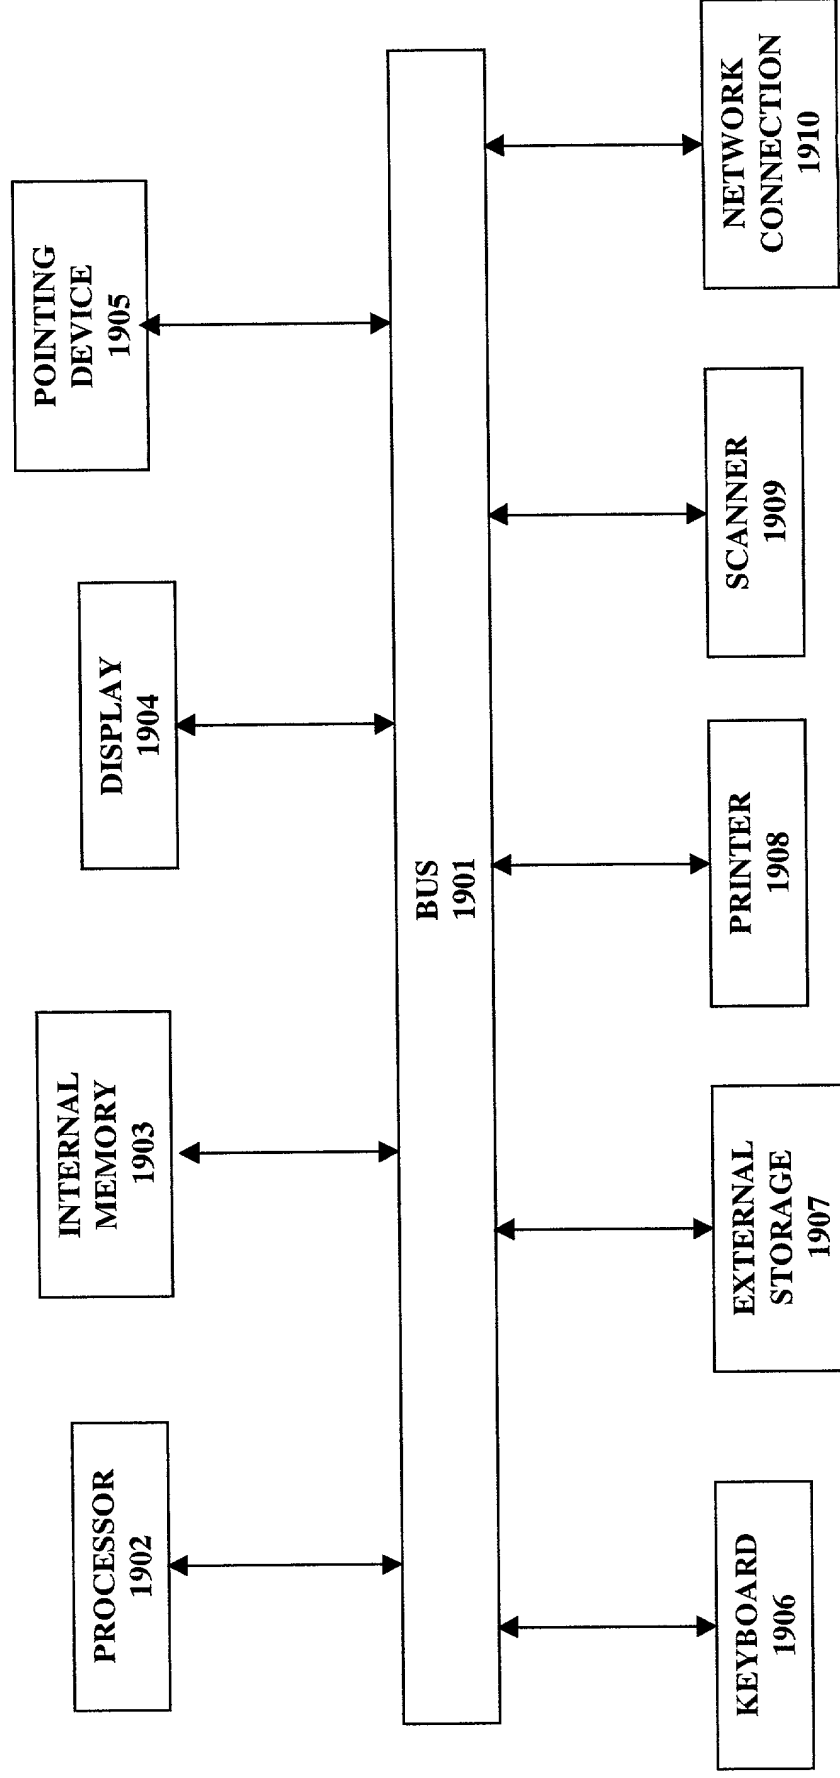 PROCESSOR
1902
INTERNAL
MEMORY
1903
DISPLAY
1904
POINTING
DEVICE
1905
BUS
1901
KEYBOARD
1906
EXTERNAL
STORAGE
1907
PRINTER
1908
SCANNER
1909
NETWORK
CONNECTION
1910